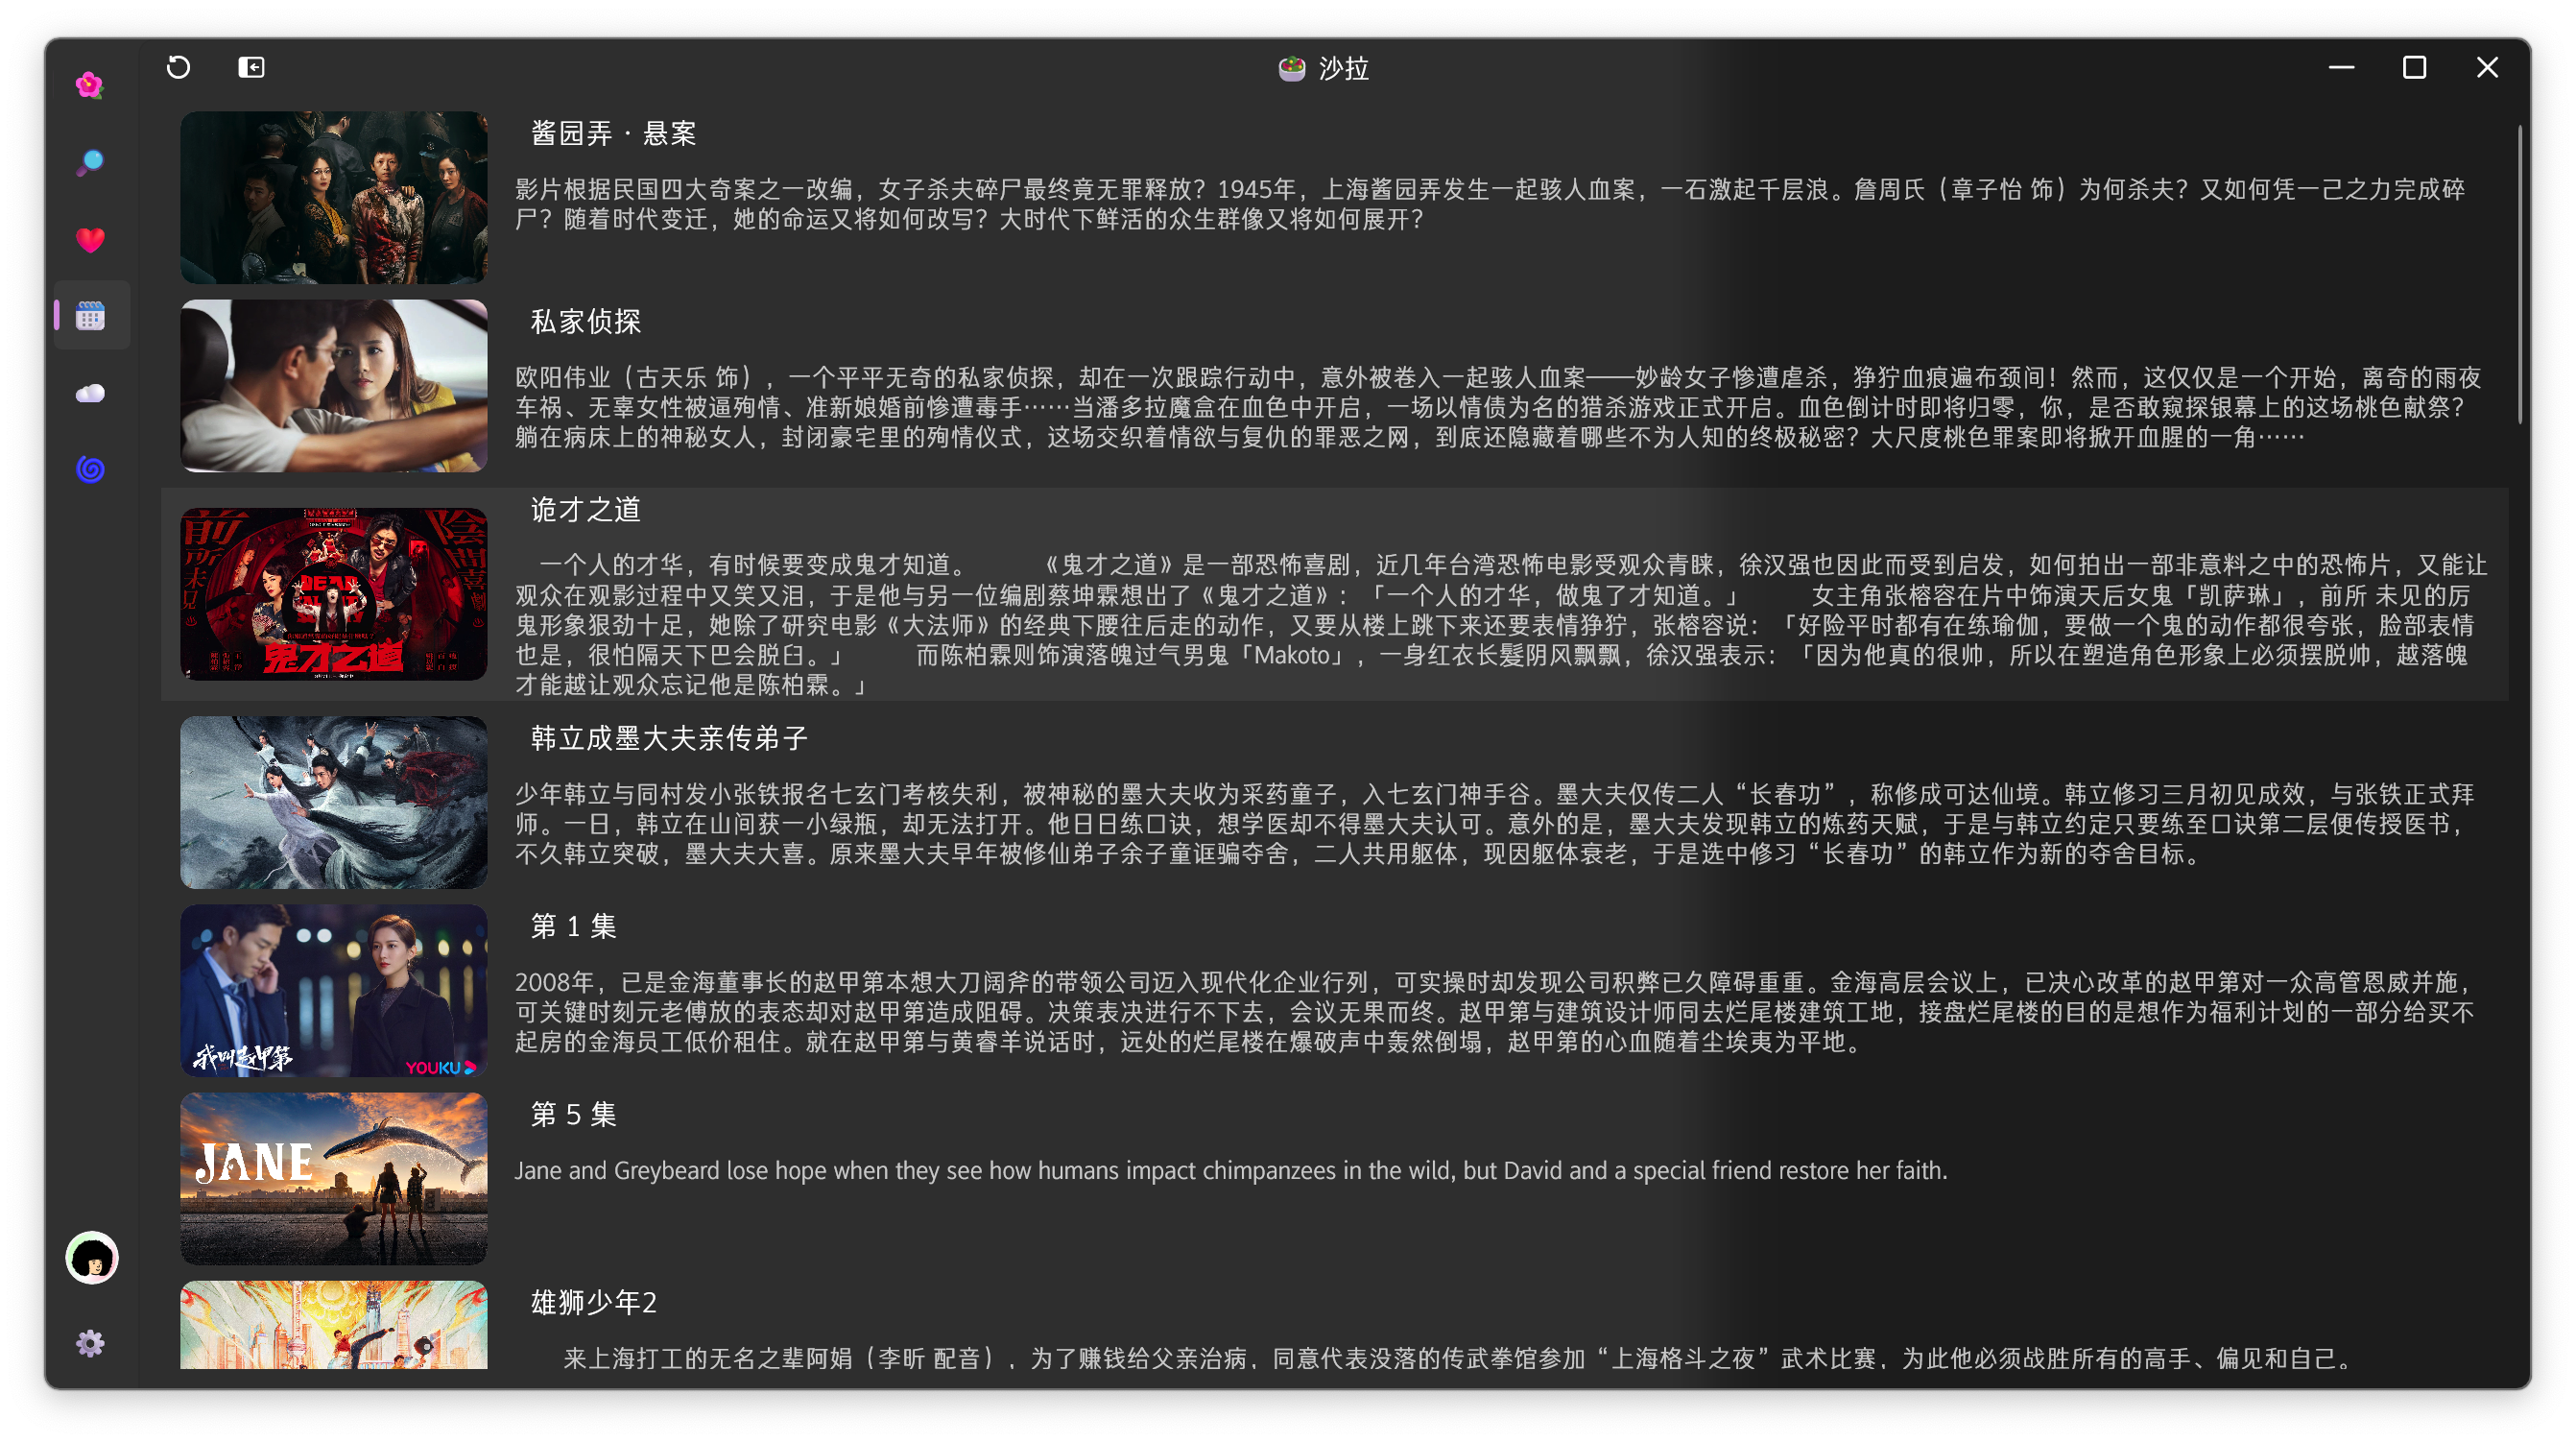 沙拉
酱园弄 · 悬案
影片根据民国四大奇案之一改编，女子杀夫碎尸最终竟无罪释放？1945年，上海酱园弄发生一起骇人血案，一石激起千层浪。詹周氏（章子怡 饰）为何杀夫？又如何凭一己之力完成碎
尸？随着时代变迁，她的命运又将如何改写？大时代下鲜活的众生群像又将如何展开？
私家侦探
欧阳伟业（古天乐 饰），一个平平无奇的私家侦探，却在一次跟踪行动中，意外被卷入一起骇人血案——妙龄女子惨遭虐杀，狰狞血痕遍布颈间！然而，这仅仅是一个开始，离奇的雨夜
车祸、无辜女性被逼殉情、准新娘婚前惨遭毒手……当潘多拉魔盒在血色中开启，一场以情债为名的猎杀游戏正式开启。血色倒计时即将归零，你，是否敢窥探银幕上的这场桃色献祭？
躺在病床上的神秘女人，封闭豪宅里的殉情仪式，这场交织着情欲与复仇的罪恶之网，到底还隐藏着哪些不为人知的终极秘密？大尺度桃色罪案即将掀开血腥的一角……
前所未见
陰間喜劇
DEAD
鬼才之道
诡才之道
一个人的才华，有时候要变成鬼才知道。 《鬼才之道》是一部恐怖喜剧，近几年台湾恐怖电影受观众青睐，徐汉强也因此而受到启发，如何拍出一部非意料之中的恐怖片，又能让
观众在观影过程中又笑又泪，于是他与另一位编剧蔡坤霖想出了《鬼才之道》：「一个人的才华，做鬼了才知道。」 女主角张榕容在片中饰演天后女鬼「凯萨琳」，前所 未见的厉
鬼形象狠劲十足，她除了研究电影《大法师》的经典下腰往后走的动作，又要从楼上跳下来还要表情狰狞，张榕容说：「好险平时都有在练瑜伽，要做一个鬼的动作都很夸张，脸部表情
也是，很怕隔天下巴会脱臼。」 而陈柏霖则饰演落魄过气男鬼「Makoto」，一身红衣长髮阴风飘飘，徐汉强表示：「因为他真的很帅，所以在塑造角色形象上必须摆脱帅，越落魄
才能越让观众忘记他是陈柏霖。」
韩立成墨大夫亲传弟子
少年韩立与同村发小张铁报名七玄门考核失利，被神秘的墨大夫收为采药童子，入七玄门神手谷。墨大夫仅传二人“长春功”，称修成可达仙境。韩立修习三月初见成效，与张铁正式拜
师。一日，韩立在山间获一小绿瓶，却无法打开。他日日练口诀，想学医却不得墨大夫认可。意外的是，墨大夫发现韩立的炼药天赋，于是与韩立约定只要练至口诀第二层便传授医书，
不久韩立突破，墨大夫大喜。原来墨大夫早年被修仙弟子余子童诓骗夺舍，二人共用躯体，现因躯体衰老，于是选中修习“长春功”的韩立作为新的夺舍目标。
我叫赵甲第
YOUKU
第 1 集
2008年，已是金海董事长的赵甲第本想大刀阔斧的带领公司迈入现代化企业行列，可实操时却发现公司积弊已久障碍重重。金海高层会议上，已决心改革的赵甲第对一众高管恩威并施，
可关键时刻元老傅放的表态却对赵甲第造成阻碍。决策表决进行不下去，会议无果而终。赵甲第与建筑设计师同去烂尾楼建筑工地，接盘烂尾楼的目的是想作为福利计划的一部分给买不
起房的金海员工低价租住。就在赵甲第与黄睿羊说话时，远处的烂尾楼在爆破声中轰然倒塌，赵甲第的心血随着尘埃夷为平地。
JANE
第 5 集
Jane and Greybeard lose hope when they see how humans impact chimpanzees in the wild, but David and a special friend restore her faith.
雄狮少年2
来上海打工的无名之辈阿娟（李昕 配音），为了赚钱给父亲治病，同意代表没落的传武拳馆参加“上海格斗之夜”武术比赛，为此他必须战胜所有的高手、偏见和自己。